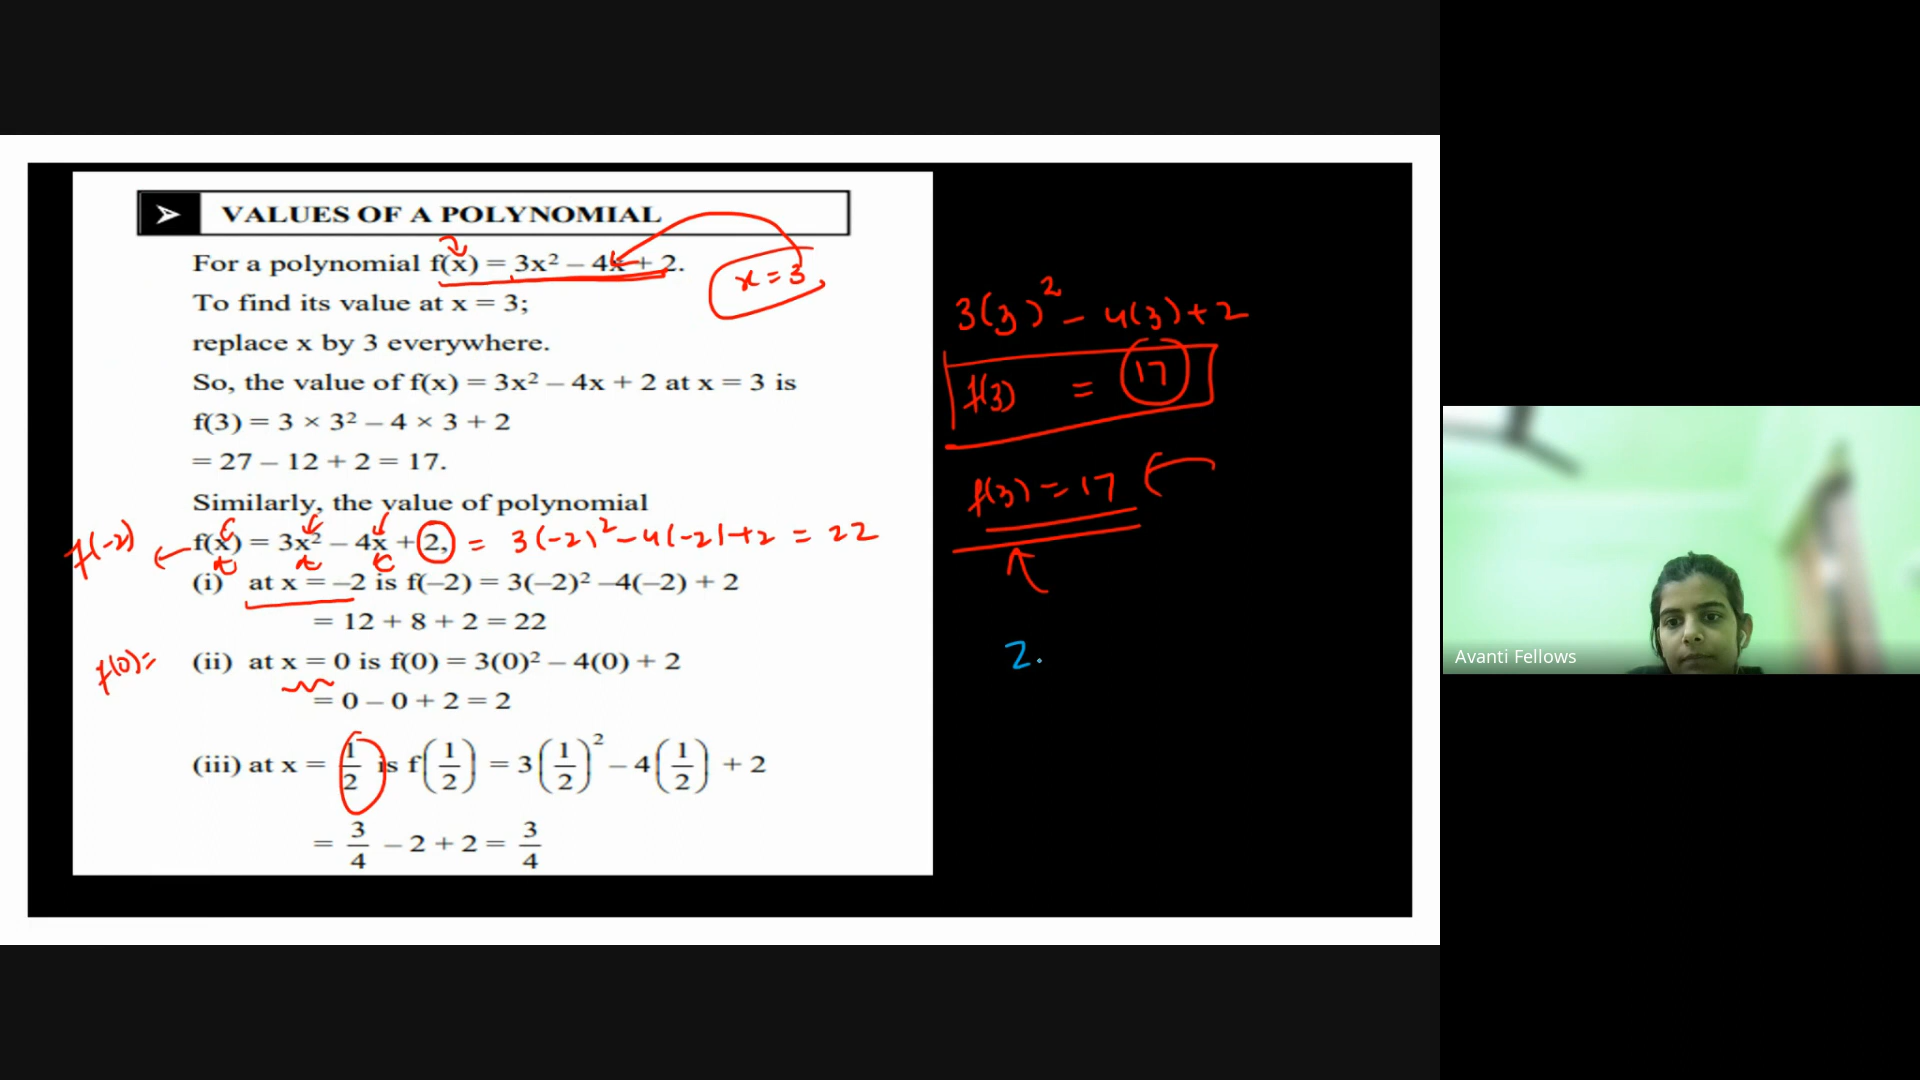 ➢ VALUES OF A POLYNOMIAL
For a polynomial f(x) = 3x² – 4x + 2.
x = 3,
To find its value at x = 3;
replace x by 3 everywhere.
So, the value of f(x) = 3x² – 4x + 2 at x = 3 is
f(3) = 3 × 3² – 4 × 3 + 2
= 27 – 12 + 2 = 17.
Similarly, the value of polynomial
f(-2) ← f(x) = 3x² – 4x + 2, = 3(-2)² - 4(-2) + 2 = 22
(i) at x = –2 is f(–2) = 3(–2)² –4(–2) + 2
= 12 + 8 + 2 = 22
f(0) =
(ii) at x = 0 is f(0) = 3(0)² – 4(0) + 2
= 0 – 0 + 2 = 2
(iii) at x = 1/2 is f(1/2) = 3(1/2)² – 4(1/2) + 2
= 3/4 – 2 + 2 = 3/4
3(3)² - 4(3) + 2
f(3) = 17
f(3) = 17
2.
Avanti Fellows